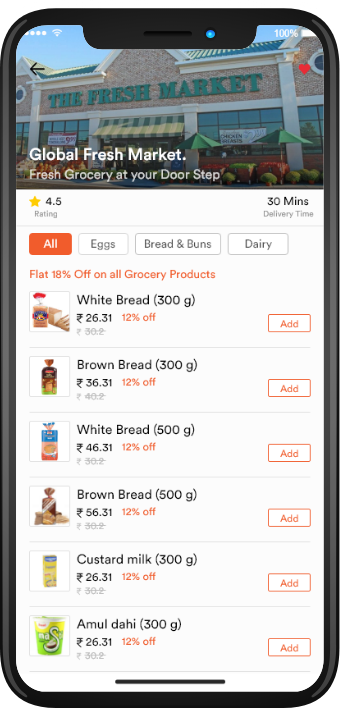 100%
THE FRESH MARKET
Global Fresh Market.
Fresh Grocery at your Door Step
4.5
30 Mins
Rating
Delivery Time
All
Eggs
Bread & Buns
Dairy
Flat 18% Off on all Grocery Products
White Bread (300 g)
₹ 26.31 12% off
₹ 30.2
Add
Brown Bread (300 g)
₹ 36.31 12% off
₹ 40.2
Add
White Bread (500 g)
₹ 46.31 12% off
₹ 30.2
Add
Brown Bread (500 g)
₹ 56.31 12% off
₹ 30.2
Add
Custard milk (300 g)
₹ 26.31 12% off
₹ 30.2
Add
Amul dahi (300 g)
₹ 26.31 12% off
₹ 30.2
Add